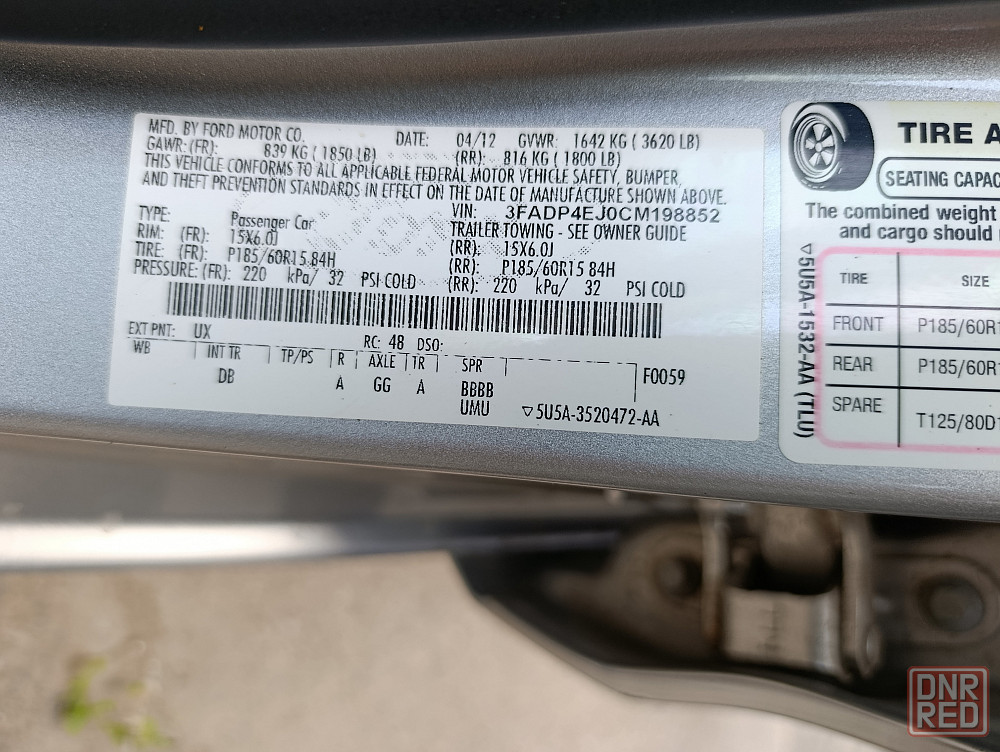 MFD. BY FORD MOTOR CO. DATE: 04/12 GVWR: 1642 KG ( 3620 LB)
GAWR: (FR): 839 KG ( 1850 LB) (RR): 816 KG ( 1800 LB)
THIS VEHICLE CONFORMS TO ALL APPLICABLE FEDERAL MOTOR VEHICLE SAFETY, BUMPER,
AND THEFT PREVENTION STANDARDS IN EFFECT ON THE DATE OF MANUFACTURE SHOWN ABOVE.
VIN: 3FADP4EJ0CM198852
TYPE: Passenger Car TRAILER TOWING - SEE OWNER GUIDE
RIM: (FR): 15X6.0J (RR): 15X6.0J
TIRE: (FR): P185/60R15 84H (RR): P185/60R15 84H
PRESSURE: (FR): 220 kPa/ 32 PSI COLD (RR): 220 kPa/ 32 PSI COLD
EXT PNT: UX RC: 48 DSO:
WB INT TR TP/PS R AXLE TR SPR F0059
DB A GG A BBBB
UMU ▽5U5A-3520472-AA
TIRE A
SEATING CAPAC
The combined weight
and cargo should
▽5U5A-1532-AA (TLU)
TIRE SIZE
FRONT P185/60R1
REAR P185/60R1
SPARE T125/80D1
DNR
RED